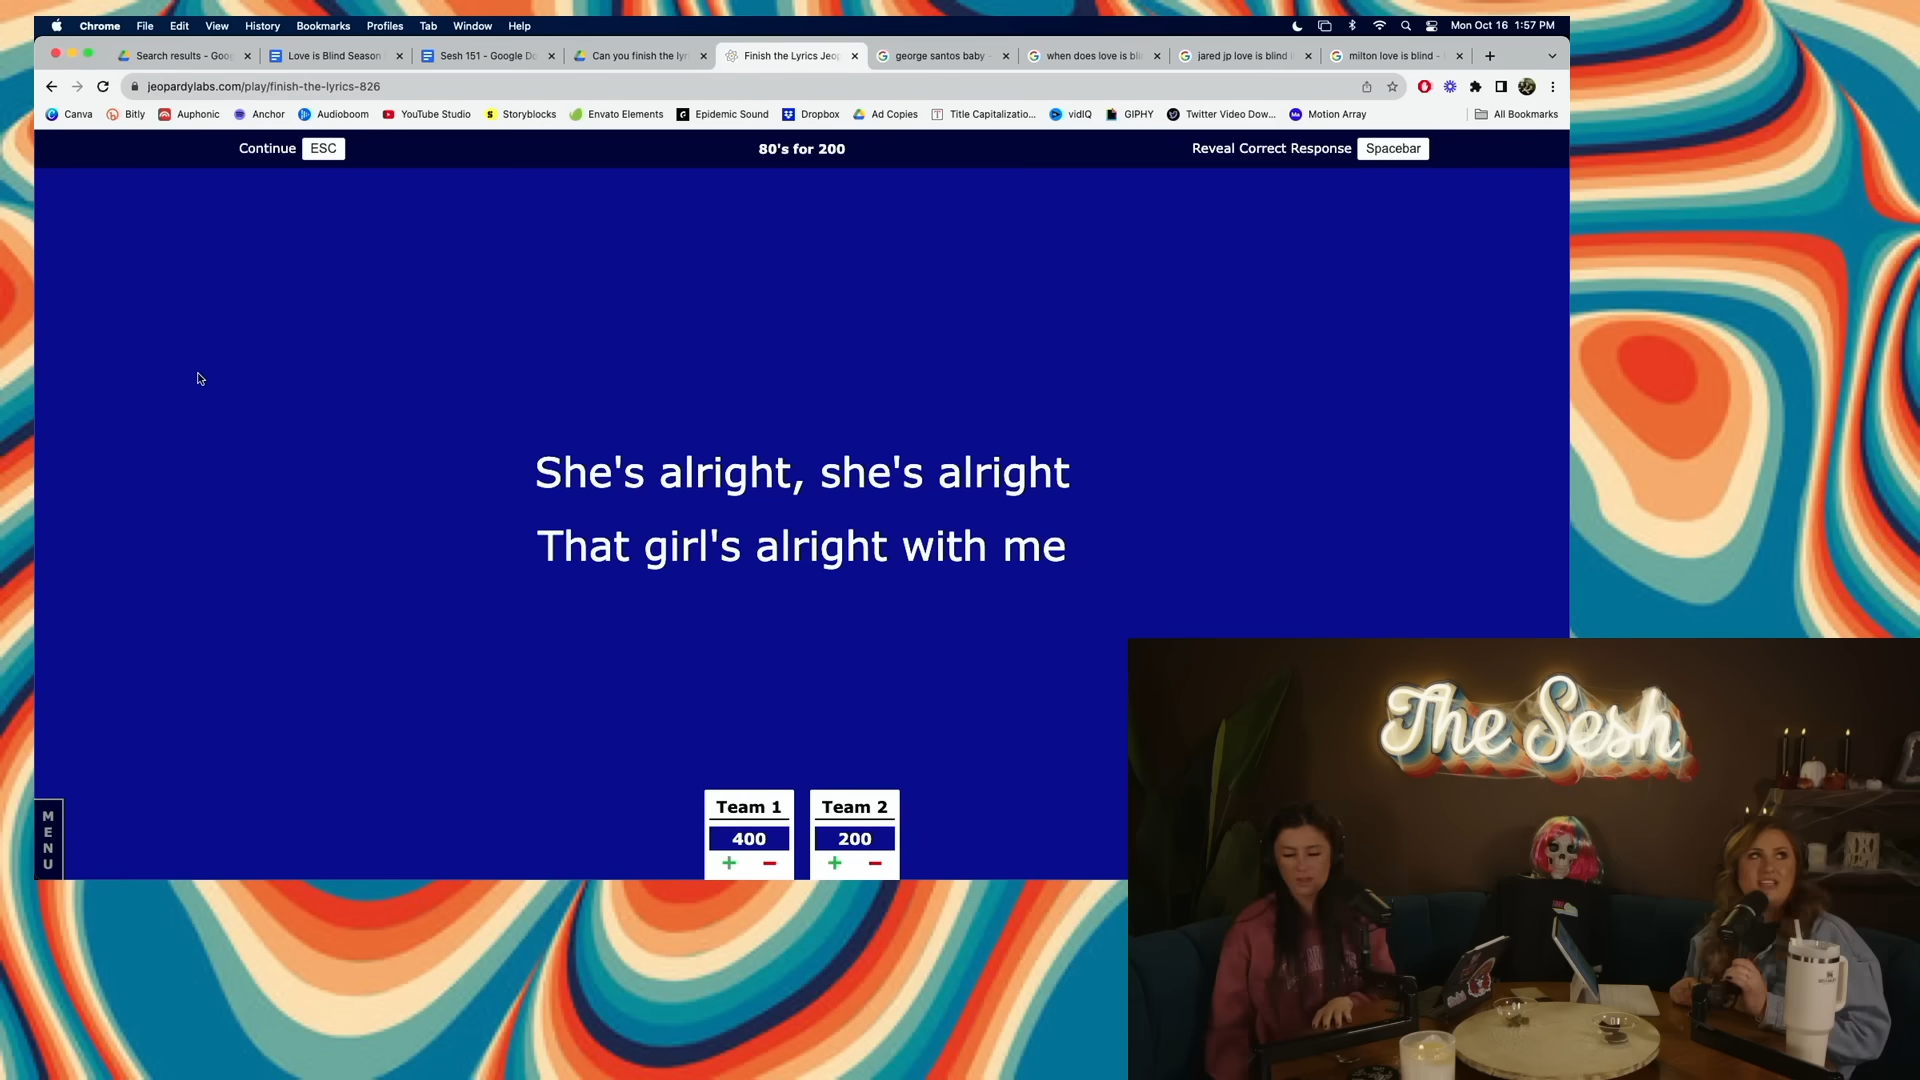 Chrome File Edit View History Bookmarks Profiles Tab Window Help Mon Oct 16 1:57 PM
Search results - Goo Love is Blind Season Sesh 151 - Google Do Can you finish the lyr Finish the Lyrics Jeop george santos baby - when does love is bli jared jp love is blind milton love is blind -
jeopardylabs.com/play/finish-the-lyrics-826
Canva Bitly Auphonic Anchor Audioboom YouTube Studio Storyblocks Envato Elements Epidemic Sound Dropbox Ad Copies Title Capitalizatio... vidIQ GIPHY Twitter Video Dow... Motion Array All Bookmarks
Continue ESC 80's for 200 Reveal Correct Response Spacebar
She's alright, she's alright
That girl's alright with me
The Sesh
MENU
Team 1 Team 2
400 200
+ − + −